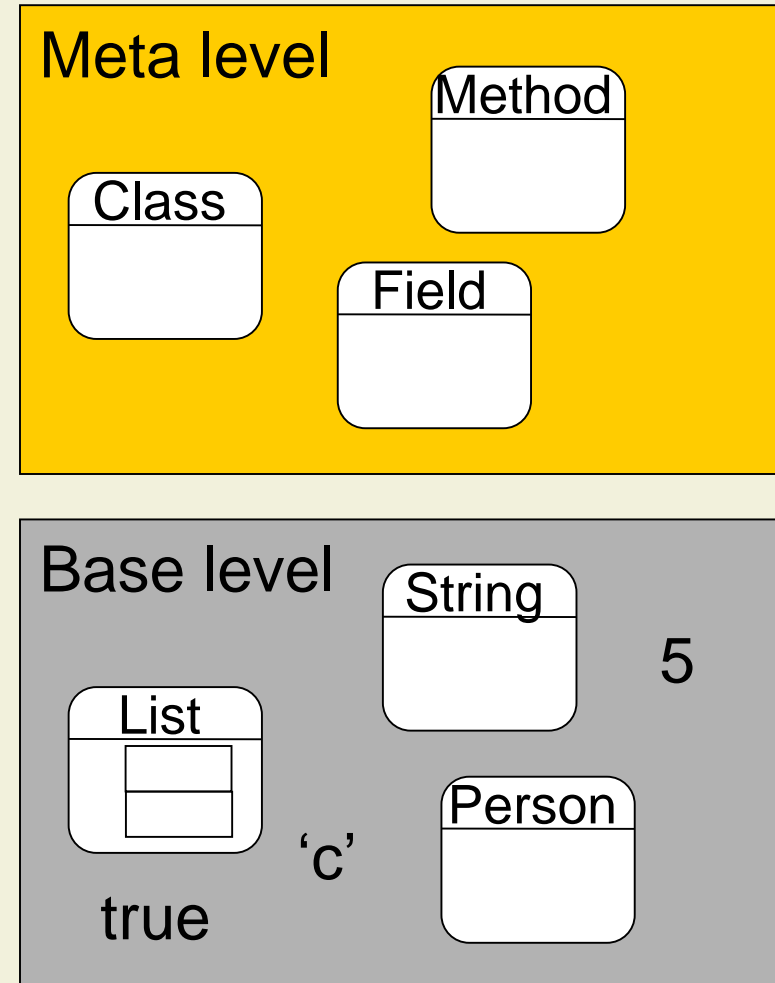 Meta level
Method
Class
Field
Base level
String
5
List
Person
‘c’
true